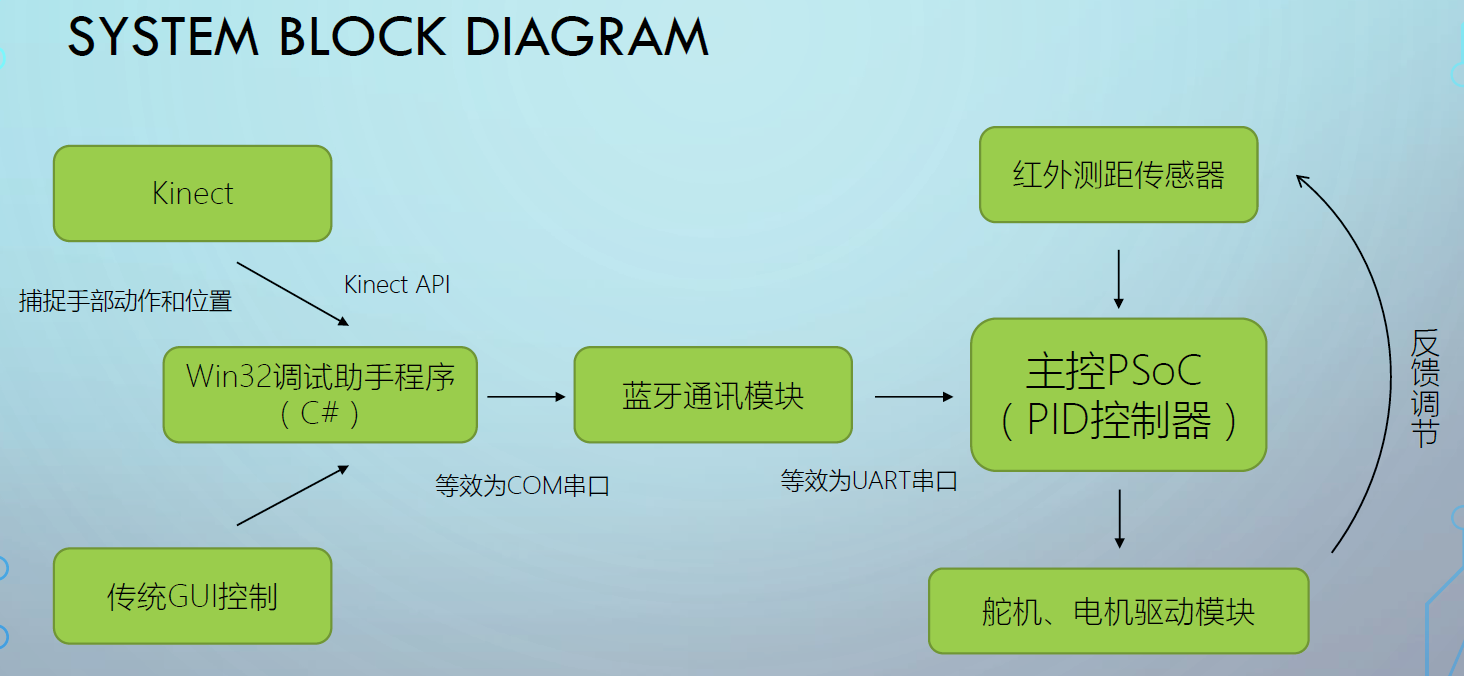 SYSTEM BLOCK DIAGRAM
Kinect
捕捉手部动作和位置
Kinect API
Win32调试助手程序
（C#）
传统GUI控制
等效为COM串口
蓝牙通讯模块
等效为UART串口
红外测距传感器
主控PSoC
（PID控制器）
舵机、电机驱动模块
反馈调节